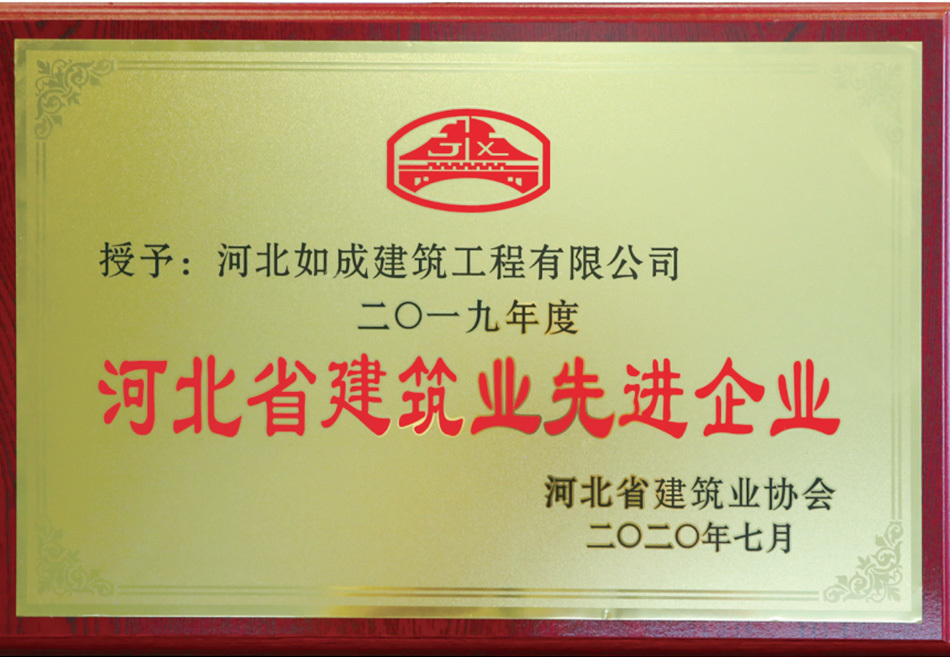 JX
授予：河北如成建筑工程有限公司
二〇一九年度
河北省建筑业先进企业
河北省建筑业协会
二〇二〇年七月